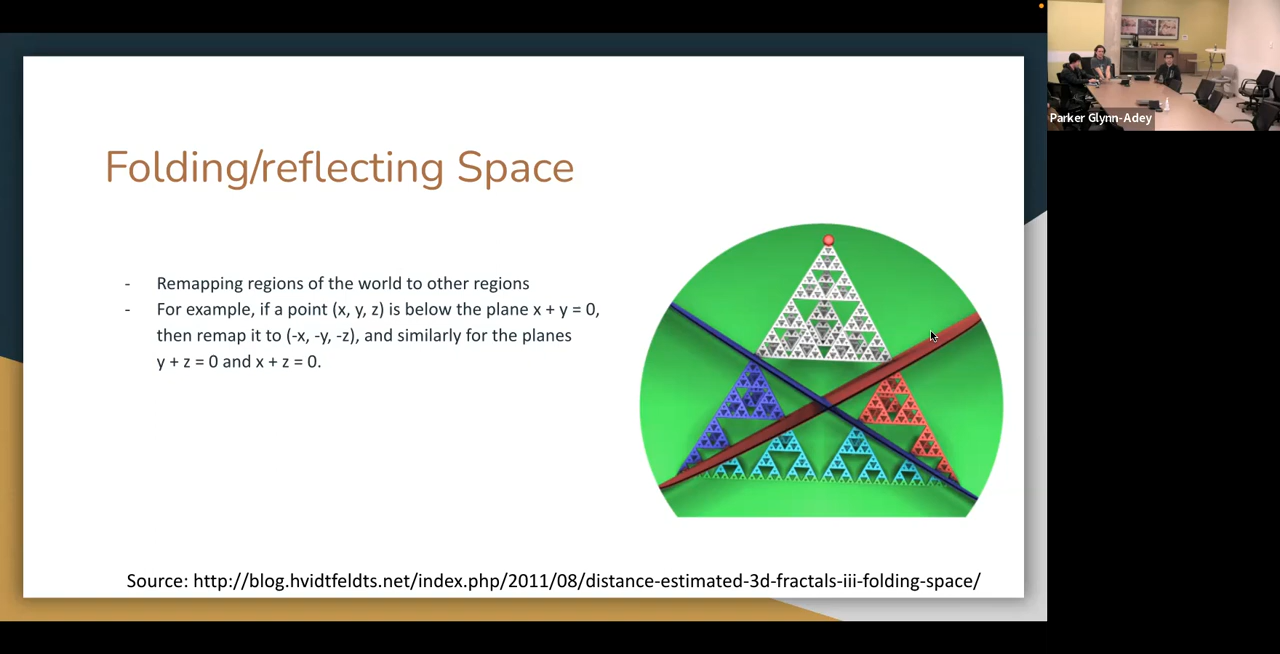 Folding/reflecting Space
- Remapping regions of the world to other regions
- For example, if a point (x, y, z) is below the plane x + y = 0,
then remap it to (-x, -y, -z), and similarly for the planes
y + z = 0 and x + z = 0.
Source: http://blog.hvidtfeldts.net/index.php/2011/08/distance-estimated-3d-fractals-iii-folding-space/
Parker Glynn-Adey